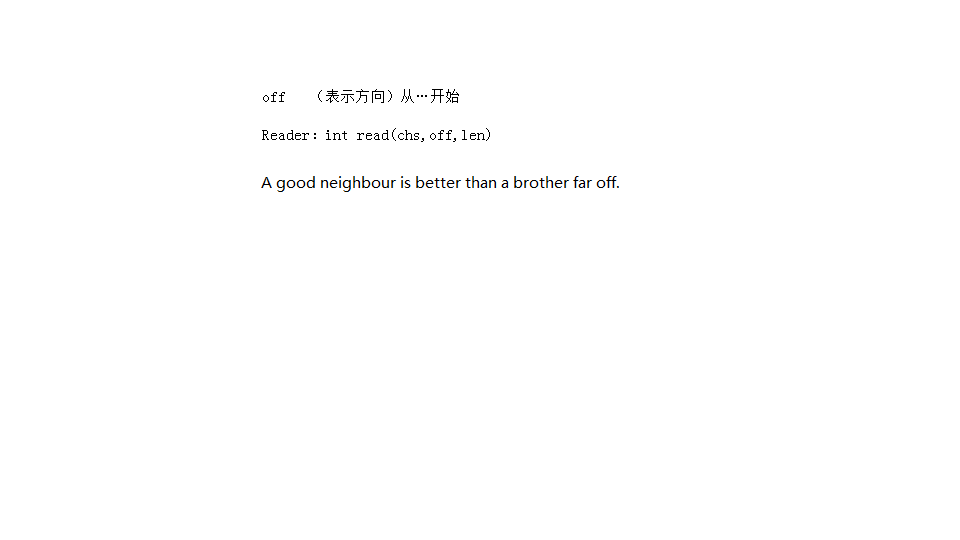 off （表示方向）从…开始
Reader：int read(chs,off,len)
A good neighbour is better than a brother far off.